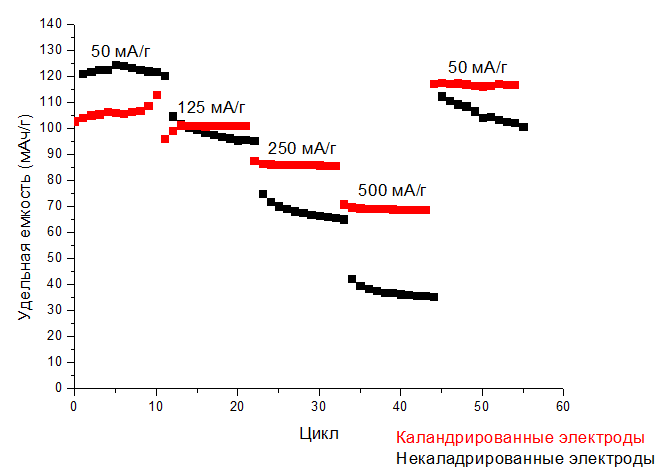 140
130
120
110
100
90
80
70
60
50
40
30
20
10
0
Удельная емкость (мАч/г)
50 мА/г
125 мА/г
250 мА/г
500 мА/г
50 мА/г
0 10 20 30 40 50 60
Цикл
Каландрированные электроды
Некаладрированные электроды